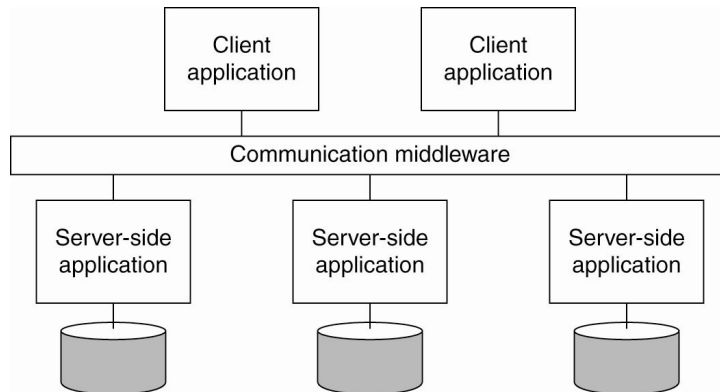 Client
application
Client
application
Communication middleware
Server-side
application
Server-side
application
Server-side
application